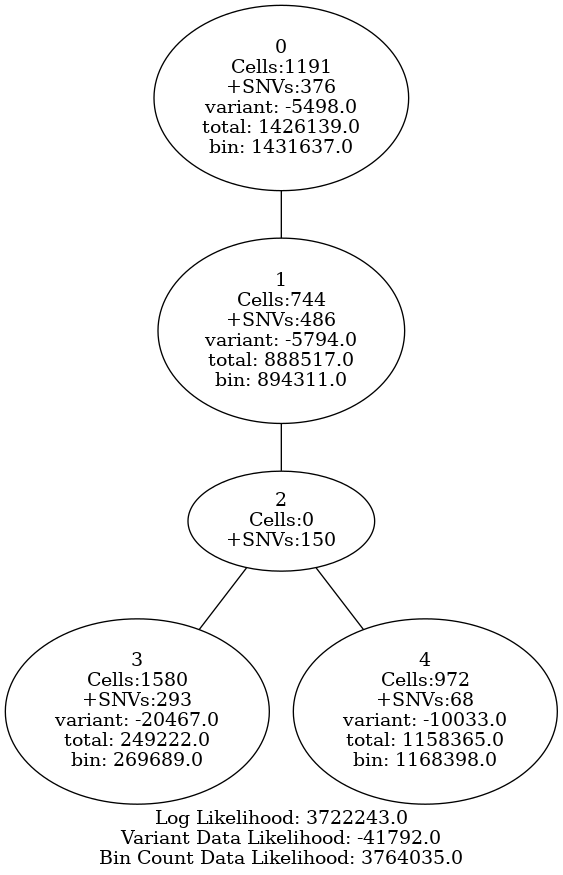 0
Cells:1191
+SNVs:376
variant: -5498.0
total: 1426139.0
bin: 1431637.0
1
Cells:744
+SNVs:486
variant: -5794.0
total: 888517.0
bin: 894311.0
2
Cells:0
+SNVs:150
3
Cells:1580
+SNVs:293
variant: -20467.0
total: 249222.0
bin: 269689.0
4
Cells:972
+SNVs:68
variant: -10033.0
total: 1158365.0
bin: 1168398.0
Log Likelihood: 3722243.0
Variant Data Likelihood: -41792.0
Bin Count Data Likelihood: 3764035.0